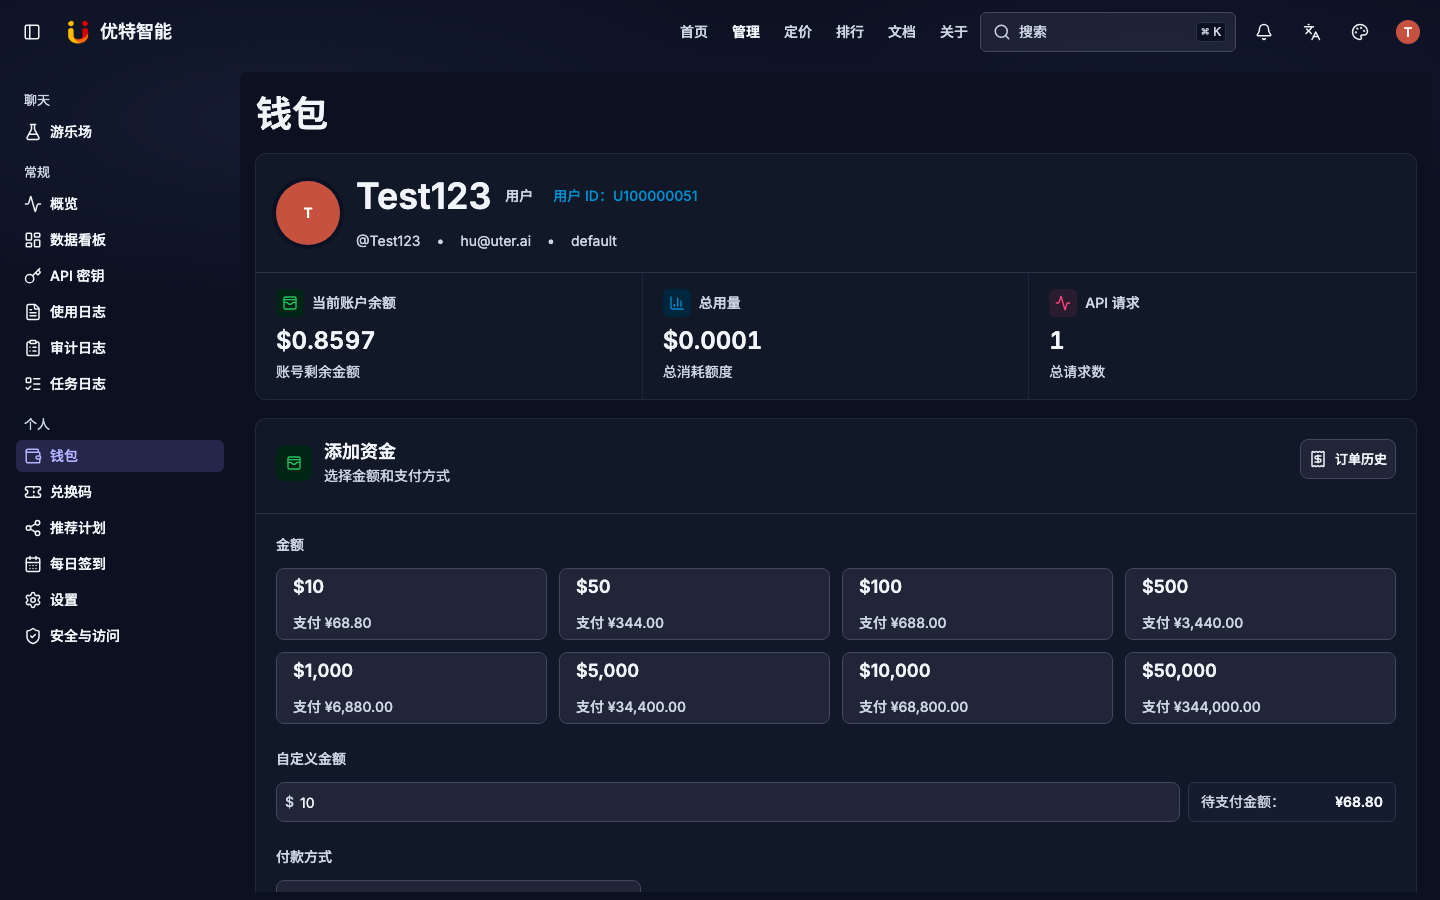 优特智能
首页 管理 定价 排行 文档 关于
搜索 ⌘ K
T
聊天
游乐场
常规
概览
数据看板
API 密钥
使用日志
审计日志
任务日志
个人
钱包
兑换码
推荐计划
每日签到
设置
安全与访问
钱包
T
Test123 用户 用户 ID: U100000051
@Test123 • hu@uter.ai • default
当前账户余额
$0.8597
账号剩余金额
总用量
$0.0001
总消耗额度
API 请求
1
总请求数
添加资金
选择金额和支付方式
订单历史
金额
$10
支付 ¥68.80
$50
支付 ¥344.00
$100
支付 ¥688.00
$500
支付 ¥3,440.00
$1,000
支付 ¥6,880.00
$5,000
支付 ¥34,400.00
$10,000
支付 ¥68,800.00
$50,000
支付 ¥344,000.00
自定义金额
$ 10
待支付金额: ¥68.80
付款方式